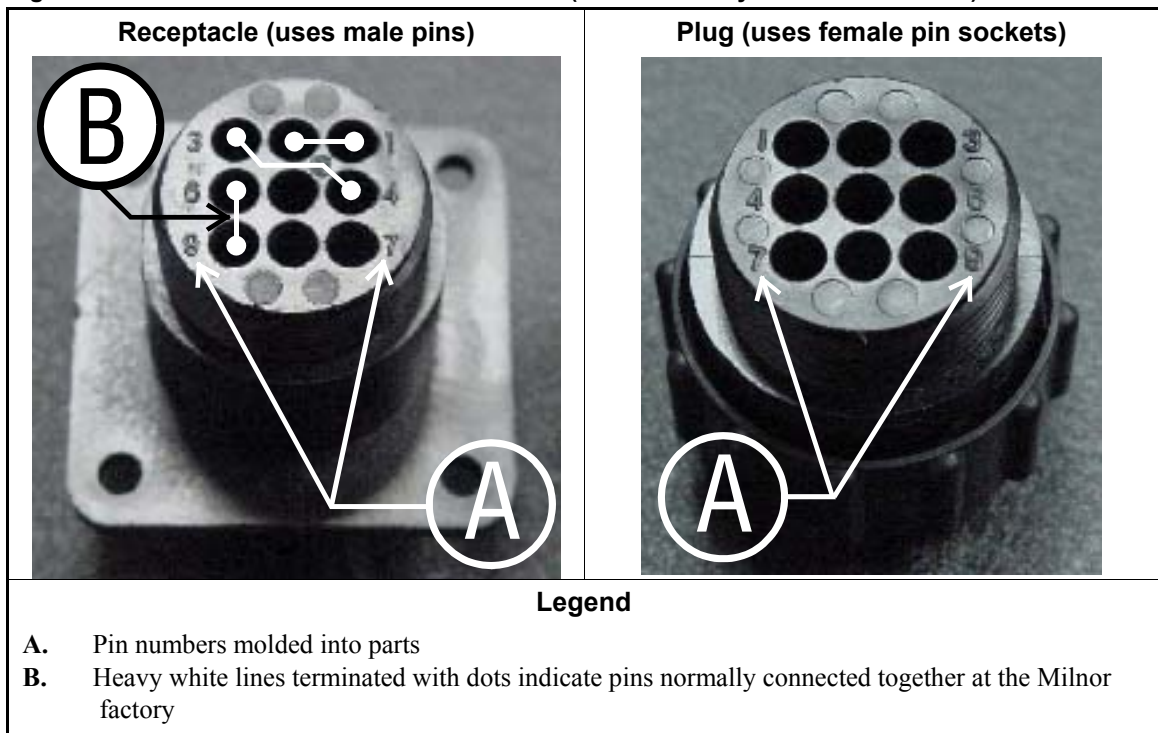 Receptacle (uses male pins)
Plug (uses female pin sockets)
B
3
1
6
4
8
7
A
1
3
4
6
7
9
A
Legend
A. Pin numbers molded into parts
B. Heavy white lines terminated with dots indicate pins normally connected together at the Milnor
factory